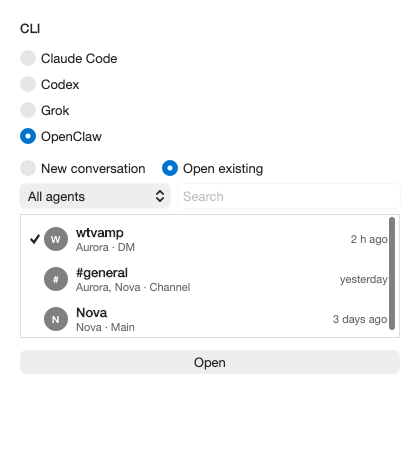 CLI
Claude Code
Codex
Grok
OpenClaw
New conversation Open existing
All agents Search
W wtvamp 2 h ago
Aurora · DM
# #general yesterday
Aurora, Nova · Channel
N Nova 3 days ago
Nova · Main
Open